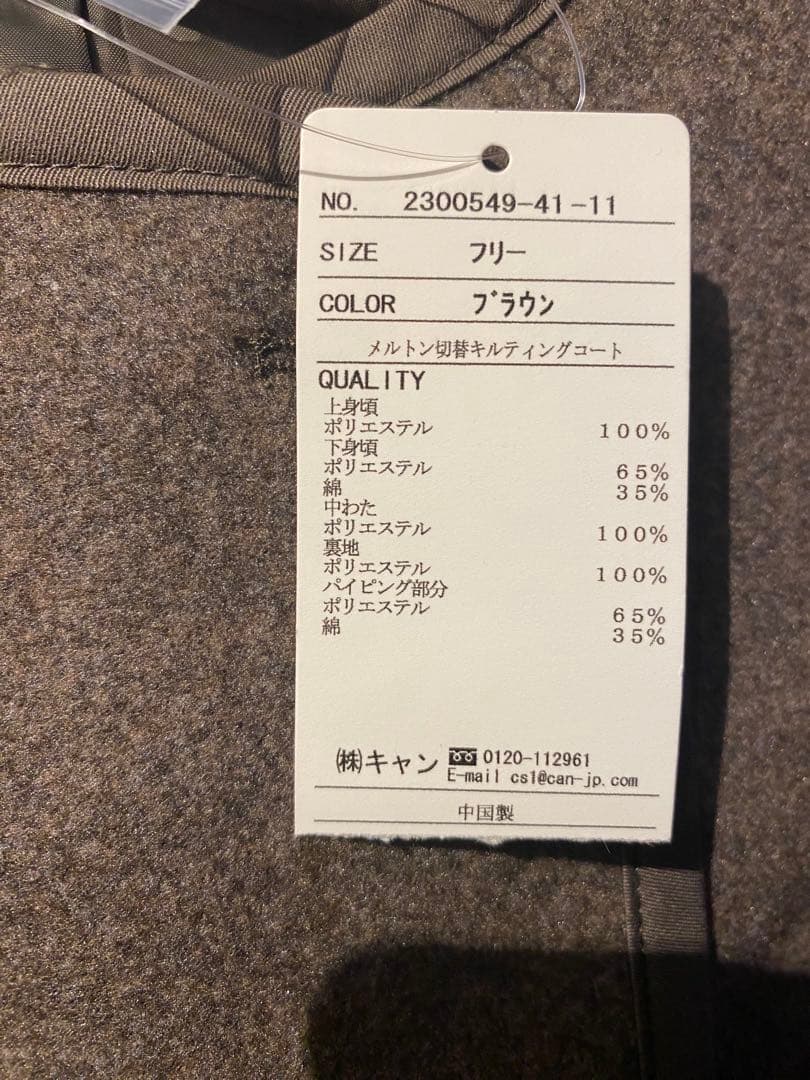 NO. 2300549-41-11
SIZE フリー
COLOR ブラウン
メルトン切替キルティングコート
QUALITY
上身頃
ポリエステル 100%
下身頃
ポリエステル 65%
綿 35%
中わた
ポリエステル 100%
裏地
ポリエステル 100%
パイピング部分
ポリエステル 65%
綿 35%
㈱キャン 0120-112961
E-mail cs1@can-jp.com
中国製